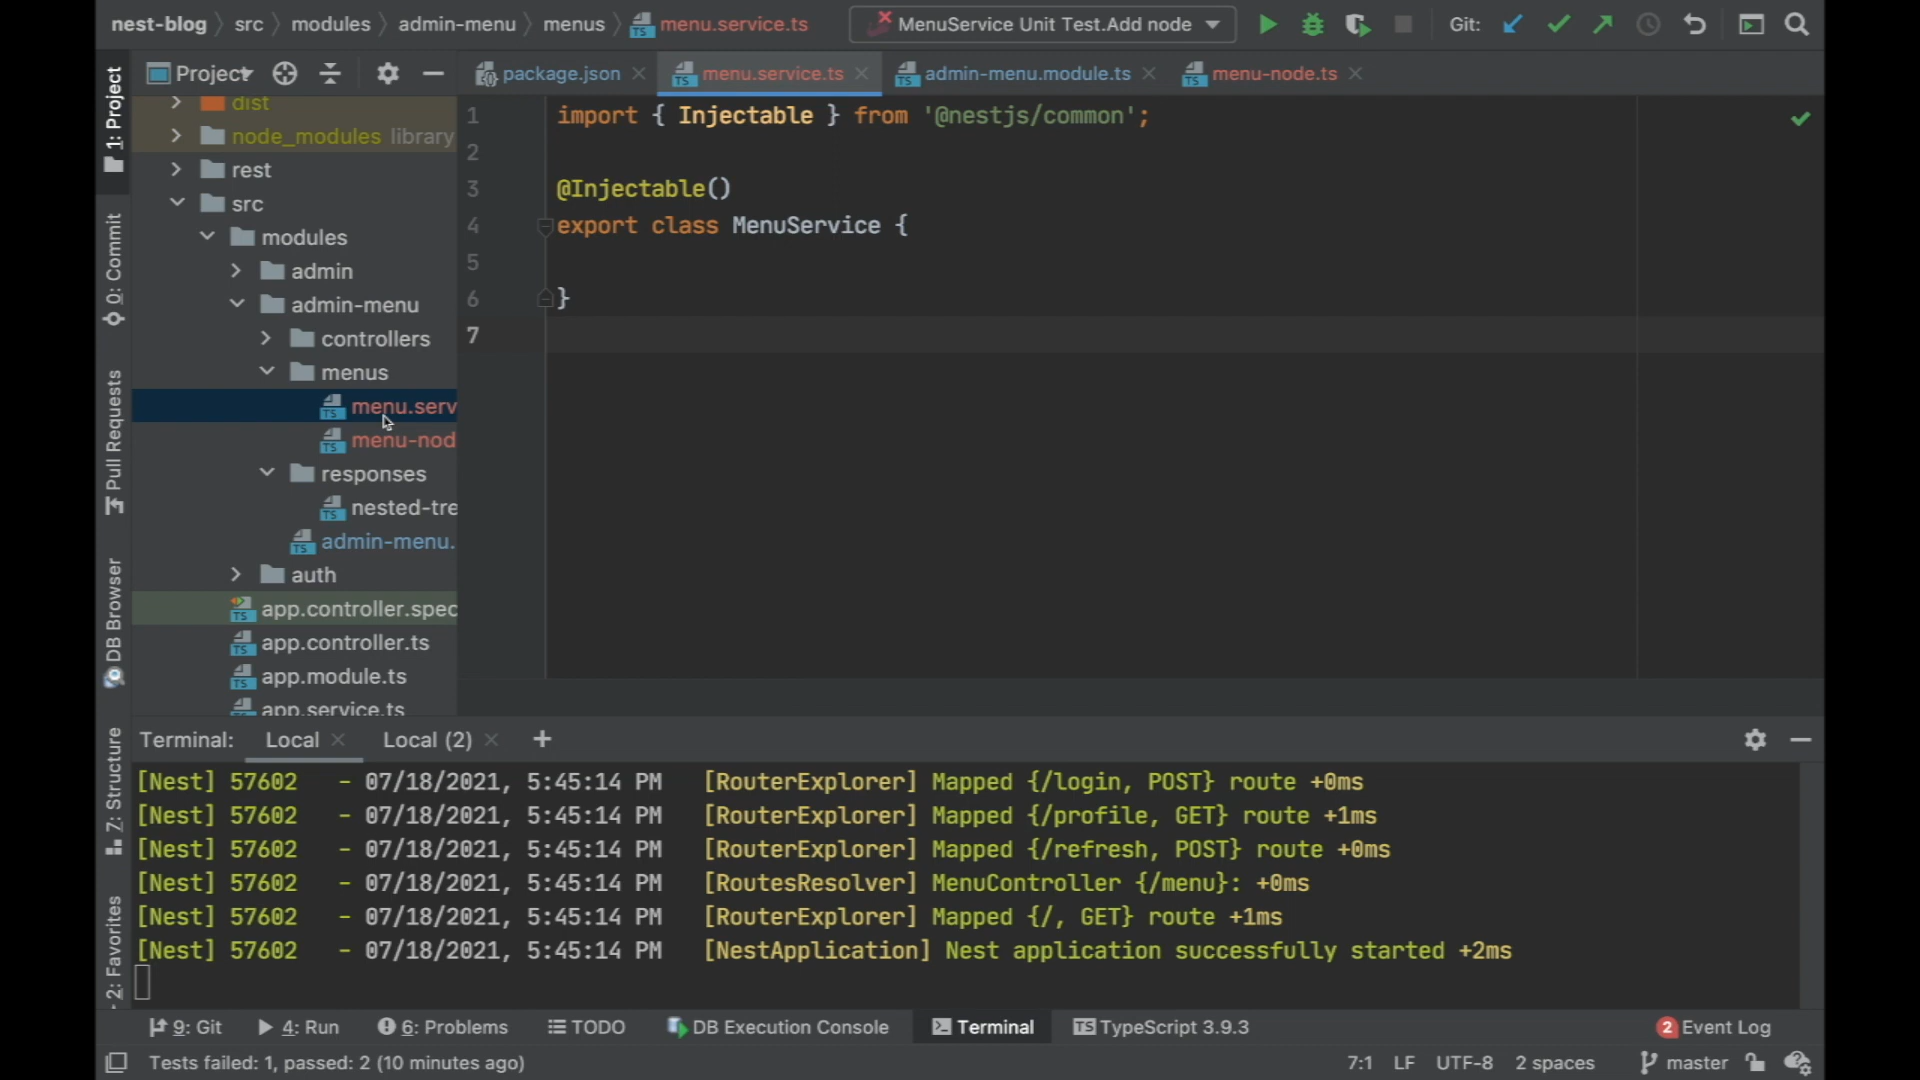 nest-blog src modules admin-menu menus menu.service.ts MenuService Unit Test.Add node Git:
Project package.json menu.service.ts admin-menu.module.ts menu-node.ts
1: Project
0: Commit
Pull Requests
DB Browser
Z: Structure
2: Favorites
dist
node_modules library
rest
src
modules
admin
admin-menu
controllers
menus
menu.serv
menu-nod
responses
nested-tre
admin-menu.
auth
app.controller.spec
app.controller.ts
app.module.ts
app.service.ts
1 import { Injectable } from '@nestjs/common';
2
3 @Injectable()
4 export class MenuService {
5
6 }
7
Terminal: Local Local (2) +
[Nest] 57602 - 07/18/2021, 5:45:14 PM [RouterExplorer] Mapped {/login, POST} route +0ms
[Nest] 57602 - 07/18/2021, 5:45:14 PM [RouterExplorer] Mapped {/profile, GET} route +1ms
[Nest] 57602 - 07/18/2021, 5:45:14 PM [RouterExplorer] Mapped {/refresh, POST} route +0ms
[Nest] 57602 - 07/18/2021, 5:45:14 PM [RoutesResolver] MenuController {/menu}: +0ms
[Nest] 57602 - 07/18/2021, 5:45:14 PM [RouterExplorer] Mapped {/, GET} route +1ms
[Nest] 57602 - 07/18/2021, 5:45:14 PM [NestApplication] Nest application successfully started +2ms
9: Git 4: Run 6: Problems TODO DB Execution Console Terminal TypeScript 3.9.3 2 Event Log
Tests failed: 1, passed: 2 (10 minutes ago) 7:1 LF UTF-8 2 spaces master